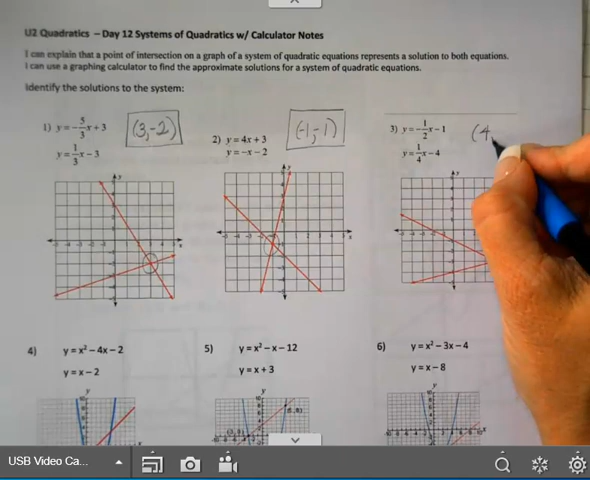 U2 Quadratics – Day 12 Systems of Quadratics w/ Calculator Notes
I can explain that a point of intersection on a graph of a system of quadratic equations represents a solution to both equations.
I can use a graphing calculator to find the approximate solutions for a system of quadratic equations.
Identify the solutions to the system:
1) y = -5/3x + 3 (3,-2)
y = 1/3x - 3
2) y = 4x + 3 (-1,-1)
y = -x - 2
3) y = -1/2x - 1 (4,
y = 1/4x - 4
4) y = x² - 4x - 2
y = x - 2
5) y = x² - x - 12
y = x + 3
6) y = x² - 3x - 4
y = x - 8
USB Video Ca...